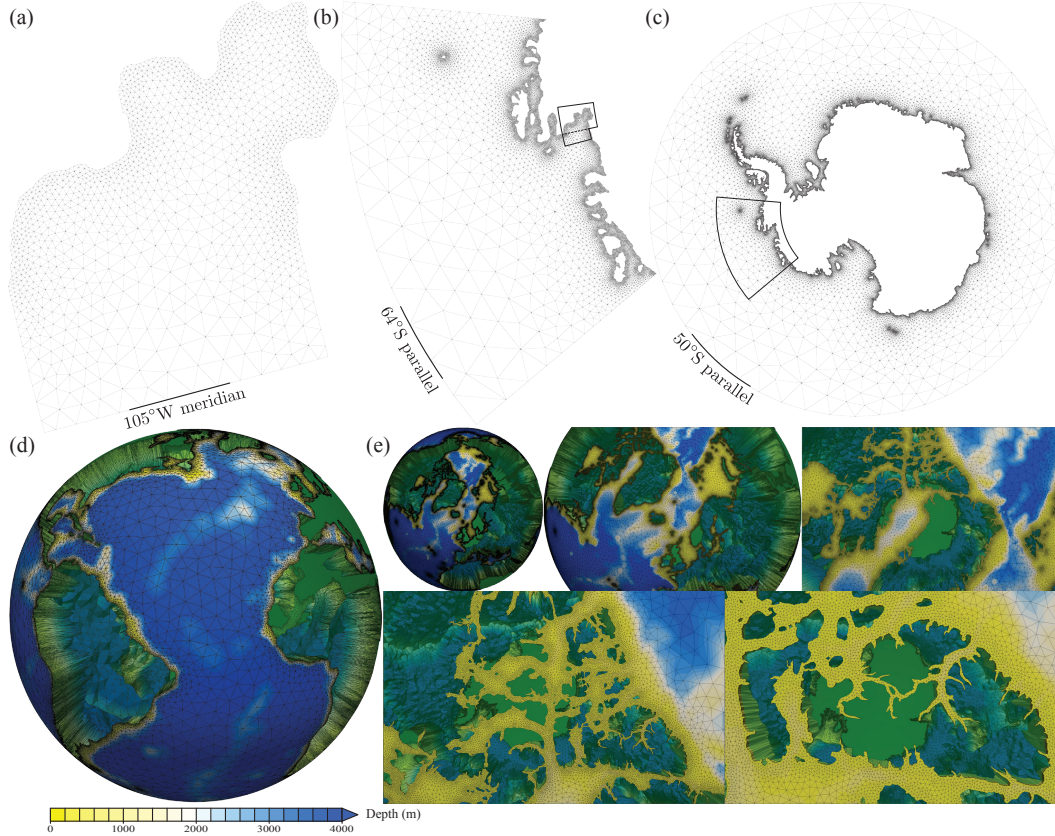 (a)
(b)
(c)
105°W meridian
64°S parallel
50°S parallel
(d)
(e)
0 1000 2000 3000 4000 Depth (m)